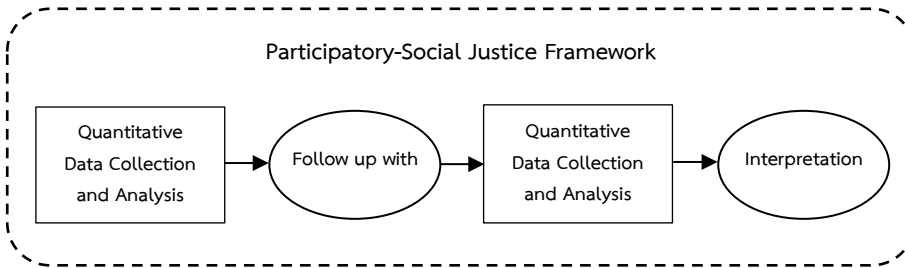 Participatory-Social Justice Framework
Quantitative
Data Collection
and Analysis
Follow up with
Quantitative
Data Collection
and Analysis
Interpretation